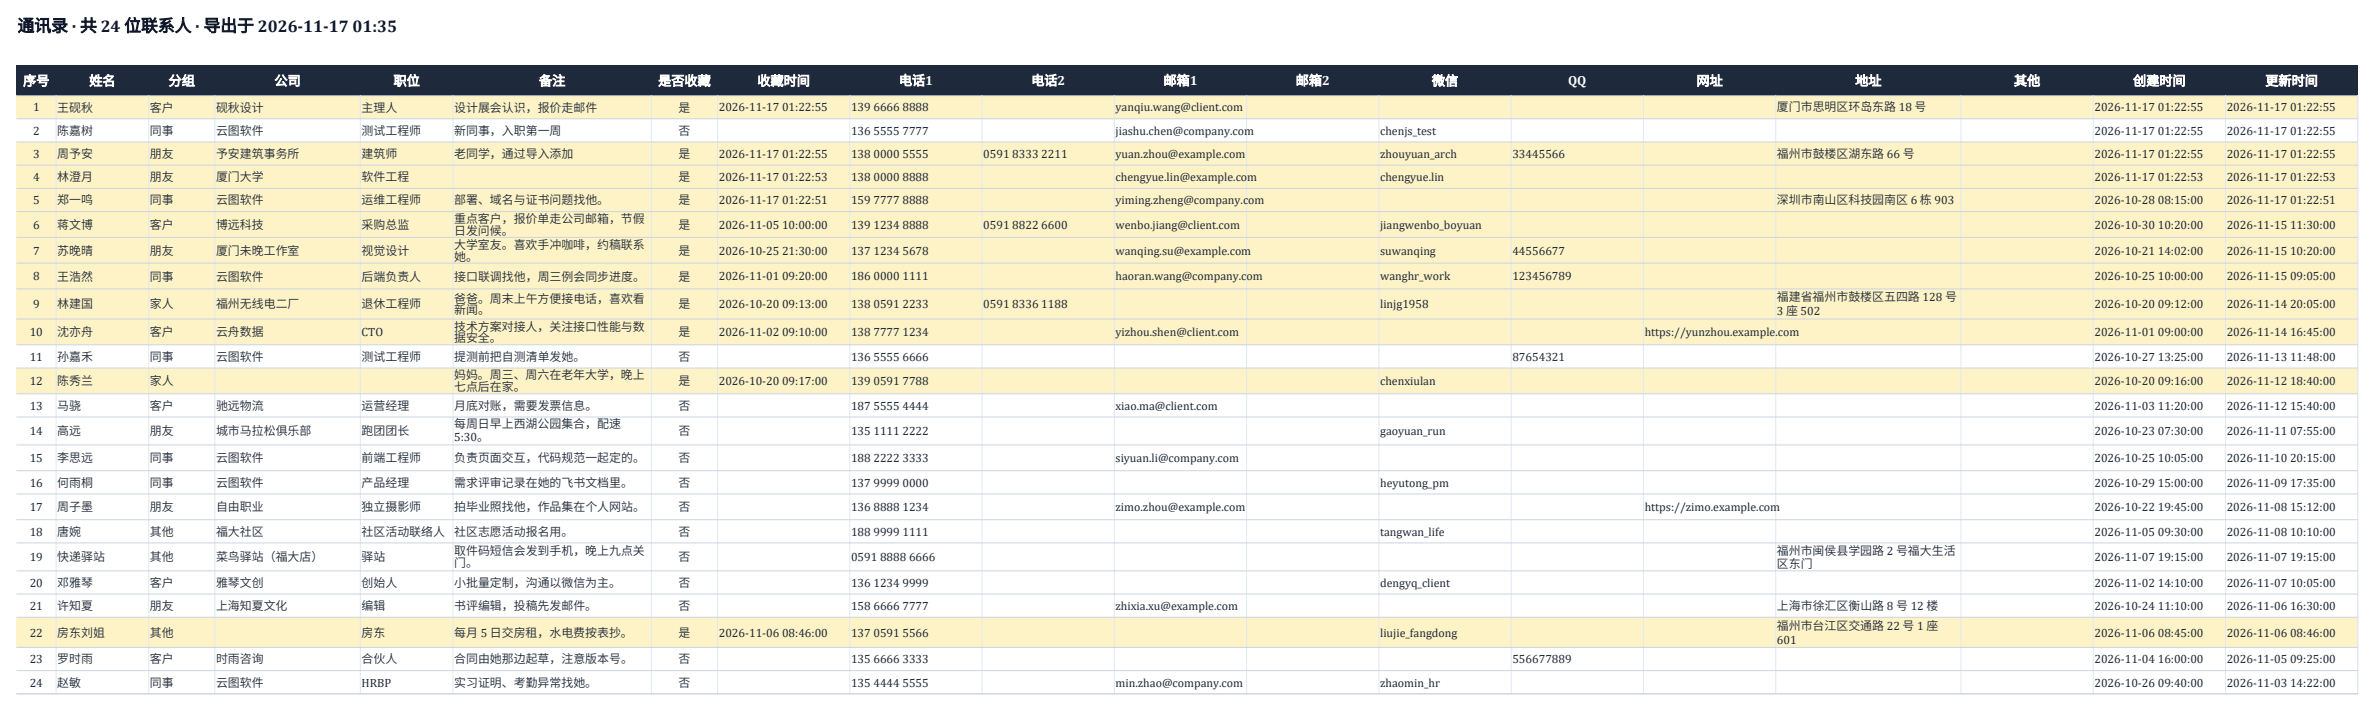 通讯录 · 共 24 位联系人 · 导出于 2026-11-17 01:35
序号 姓名 分组 公司 职位 备注 是否收藏 收藏时间 电话1 电话2 邮箱1 邮箱2 微信 QQ 网址 地址 其他 创建时间 更新时间
1 王砚秋 客户 砚秋设计 主理人 设计展会认识，报价走邮件 是 2026-11-17 01:22:55 139 6666 8888 yanqiu.wang@client.com 厦门市思明区环岛东路 18 号 2026-11-17 01:22:55 2026-11-17 01:22:55
2 陈嘉树 同事 云图软件 测试工程师 新同事，入职第一周 否 136 5555 7777 jiashu.chen@company.com chenjs_test 2026-11-17 01:22:55 2026-11-17 01:22:55
3 周予安 朋友 予安建筑事务所 建筑师 老同学，通过导入添加 是 2026-11-17 01:22:55 138 0000 5555 0591 8333 2211 yuan.zhou@example.com zhouyuan_arch 33445566 福州市鼓楼区湖东路 66 号 2026-11-17 01:22:55 2026-11-17 01:22:55
4 林澄月 朋友 厦门大学 软件工程 是 2026-11-17 01:22:53 138 0000 8888 chengyue.lin@example.com chengyue.lin 2026-11-17 01:22:53 2026-11-17 01:22:53
5 郑一鸣 同事 云图软件 运维工程师 部署、域名与证书问题找他。 是 2026-11-17 01:22:51 159 7777 8888 yiming.zheng@company.com 深圳市南山区科技园南区 6 栋 903 2026-10-28 08:15:00 2026-11-17 01:22:51
6 蒋文博 客户 博远科技 采购总监 重点客户，报价单走公司邮箱，节假
日发问候。 是 2026-11-05 10:00:00 139 1234 8888 0591 8822 6600 wenbo.jiang@client.com jiangwenbo_boyuan 2026-10-30 10:20:00 2026-11-15 11:30:00
7 苏晚晴 朋友 厦门未晚工作室 视觉设计 大学室友。喜欢手冲咖啡，约稿联系
她。 是 2026-10-25 21:30:00 137 1234 5678 wanqing.su@example.com suwanqing 44556677 2026-10-21 14:02:00 2026-11-15 10:20:00
8 王浩然 同事 云图软件 后端负责人 接口联调找他，周三例会同步进度。 是 2026-11-01 09:20:00 186 0000 1111 haoran.wang@company.com wanghr_work 123456789 2026-10-25 10:00:00 2026-11-15 09:05:00
9 林建国 家人 福州无线电二厂 退休工程师 爸爸。周末上午方便接电话，喜欢看
新闻。 是 2026-10-20 09:13:00 138 0591 2233 0591 8336 1188 linjg1958 福建省福州市鼓楼区五四路 128 号
3 座 502 2026-10-20 09:12:00 2026-11-14 20:05:00
10 沈亦舟 客户 云舟数据 CTO 技术方案对接人，关注接口性能与数
据安全。 是 2026-11-02 09:10:00 138 7777 1234 yizhou.shen@client.com https://yunzhou.example.com 2026-11-01 09:00:00 2026-11-14 16:45:00
11 孙嘉禾 同事 云图软件 测试工程师 提测前把自测清单发她。 否 136 5555 6666 87654321 2026-10-27 13:25:00 2026-11-13 11:48:00
12 陈秀兰 家人 妈妈。周三、周六在老年大学，晚上
七点后在家。 是 2026-10-20 09:17:00 139 0591 7788 chenxiulan 2026-10-20 09:16:00 2026-11-12 18:40:00
13 马骁 客户 驰远物流 运营经理 月底对账，需要发票信息。 否 187 5555 4444 xiao.ma@client.com 2026-11-03 11:20:00 2026-11-12 15:40:00
14 高远 朋友 城市马拉松俱乐部 跑团团长 每周日早上西湖公园集合，配速
5:30。 否 135 1111 2222 gaoyuan_run 2026-10-23 07:30:00 2026-11-11 07:55:00
15 李思远 同事 云图软件 前端工程师 负责页面交互，代码规范一起定的。 否 188 2222 3333 siyuan.li@company.com 2026-10-25 10:05:00 2026-11-10 20:15:00
16 何雨桐 同事 云图软件 产品经理 需求评审记录在她的飞书文档里。 否 137 9999 0000 heyutong_pm 2026-10-29 15:00:00 2026-11-09 17:35:00
17 周子墨 朋友 自由职业 独立摄影师 拍毕业照找他，作品集在个人网站。 否 136 8888 1234 zimo.zhou@example.com https://zimo.example.com 2026-10-22 19:45:00 2026-11-08 15:12:00
18 唐婉 其他 福大社区 社区活动联络人 社区志愿活动报名用。 否 188 9999 1111 tangwan_life 2026-11-05 09:30:00 2026-11-08 10:10:00
19 快递驿站 其他 菜鸟驿站（福大店） 驿站 取件码短信会发到手机，晚上九点关
门。 否 0591 8888 6666 福州市闽侯县学园路 2 号福大生活
区东门 2026-11-07 19:15:00 2026-11-07 19:15:00
20 邓雅琴 客户 雅琴文创 创始人 小批量定制，沟通以微信为主。 否 136 1234 9999 dengyq_client 2026-11-02 14:10:00 2026-11-07 10:05:00
21 许知夏 朋友 上海知夏文化 编辑 书评编辑，投稿先发邮件。 否 158 6666 7777 zhixia.xu@example.com 上海市徐汇区衡山路 8 号 12 楼 2026-10-24 11:10:00 2026-11-06 16:30:00
22 房东刘姐 其他 房东 每月 5 日交房租，水电费按表抄。 是 2026-11-06 08:46:00 137 0591 5566 liujie_fangdong 福州市台江区交通路 22 号 1 座
601 2026-11-06 08:45:00 2026-11-06 08:46:00
23 罗时雨 客户 时雨咨询 合伙人 合同由她那边起草，注意版本号。 否 135 6666 3333 556677889 2026-11-04 16:00:00 2026-11-05 09:25:00
24 赵敏 同事 云图软件 HRBP 实习证明、考勤异常找她。 否 135 4444 5555 min.zhao@company.com zhaomin_hr 2026-10-26 09:40:00 2026-11-03 14:22:00